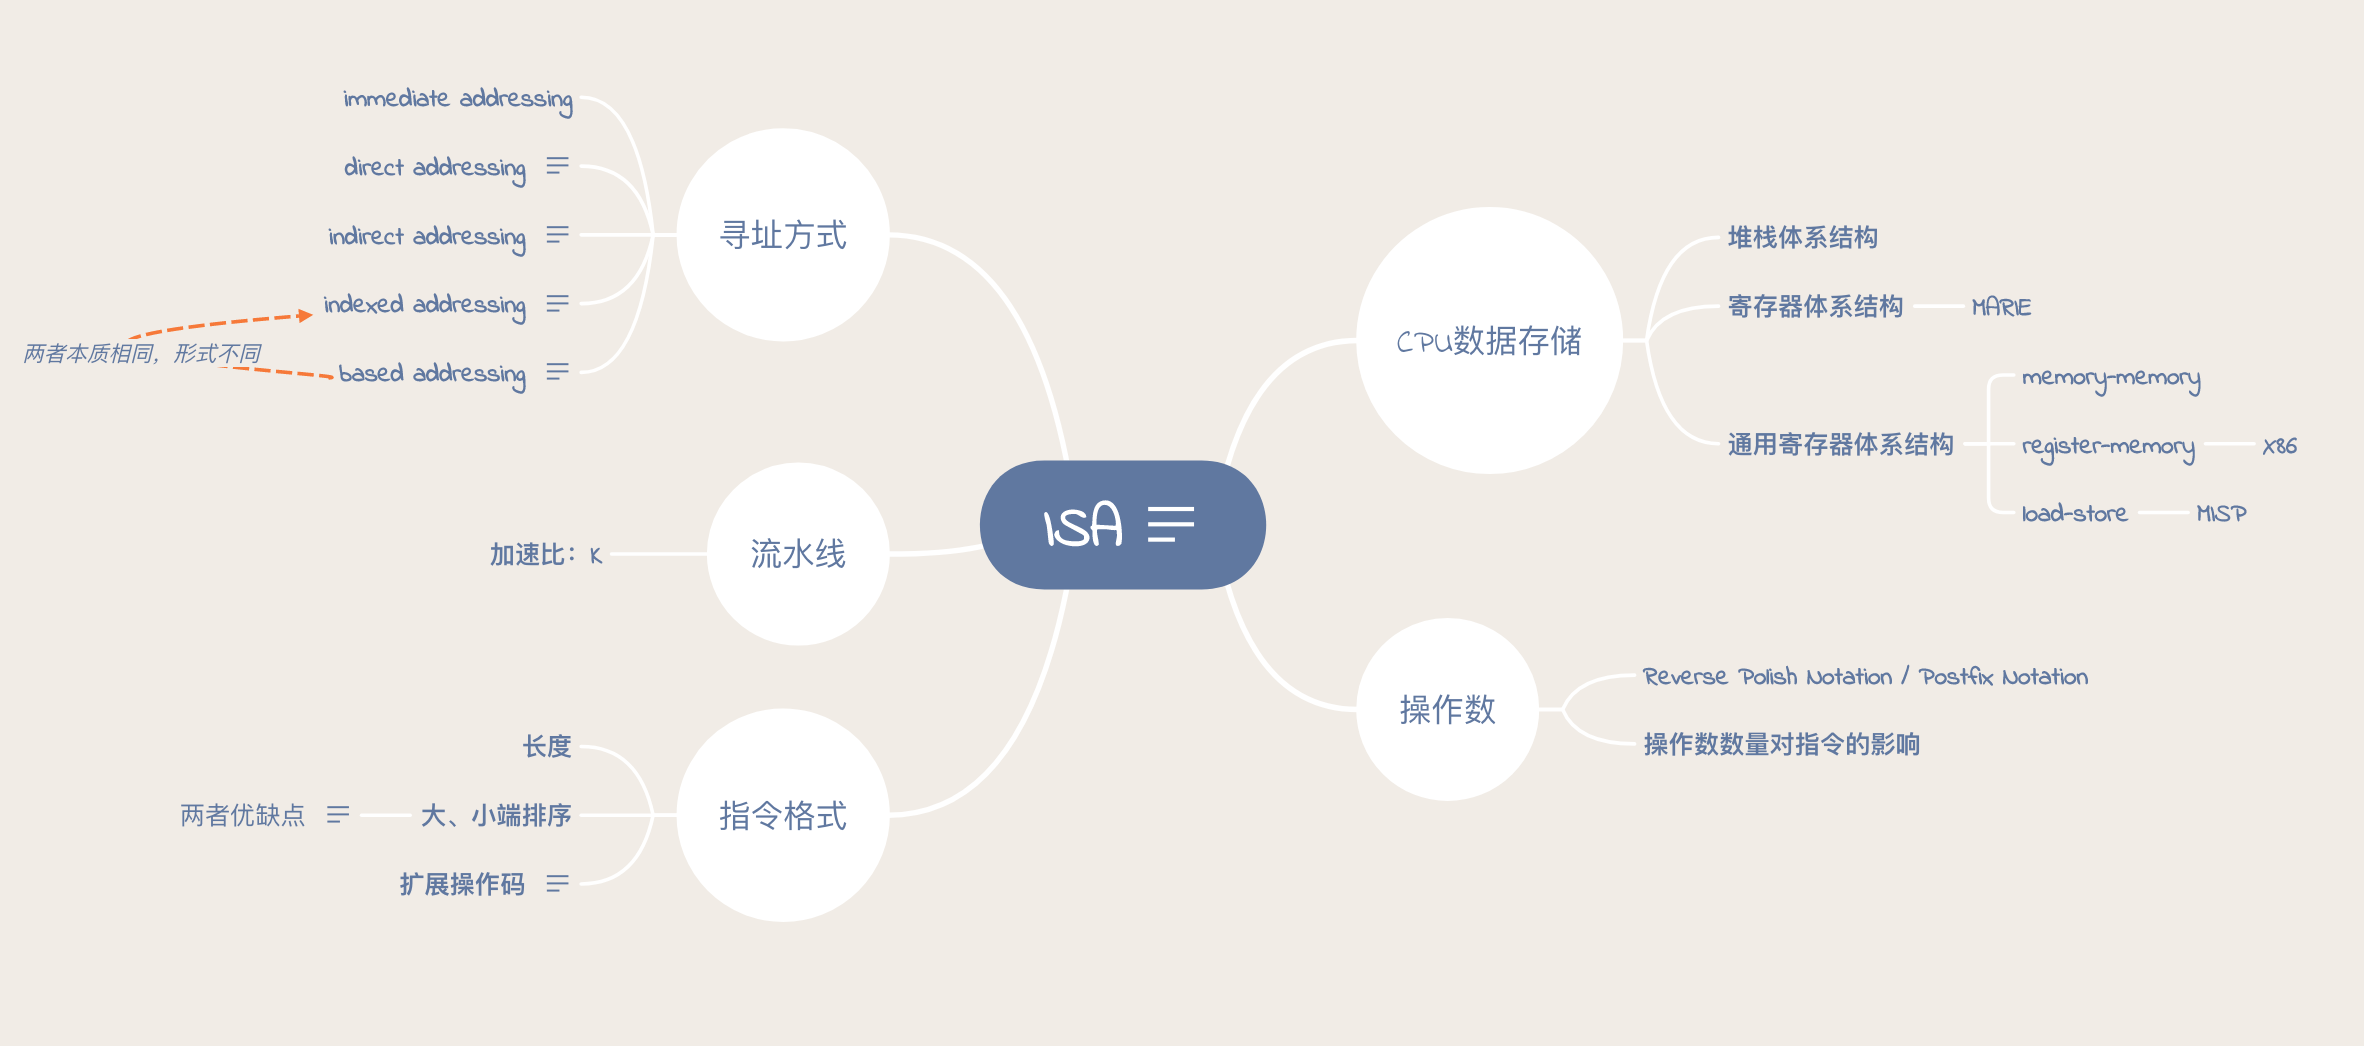 ISA
寻址方式
immediate addressing
direct addressing
indirect addressing
indexed addressing
based addressing
两者本质相同，形式不同
流水线
加速比：K
指令格式
长度
大、小端排序
两者优缺点
扩展操作码
CPU数据存储
堆栈体系结构
寄存器体系结构
MARIE
通用寄存器体系结构
memory-memory
register-memory
X86
load-store
MISP
操作数
Reverse Polish Notation / Postfix Notation
操作数数量对指令的影响